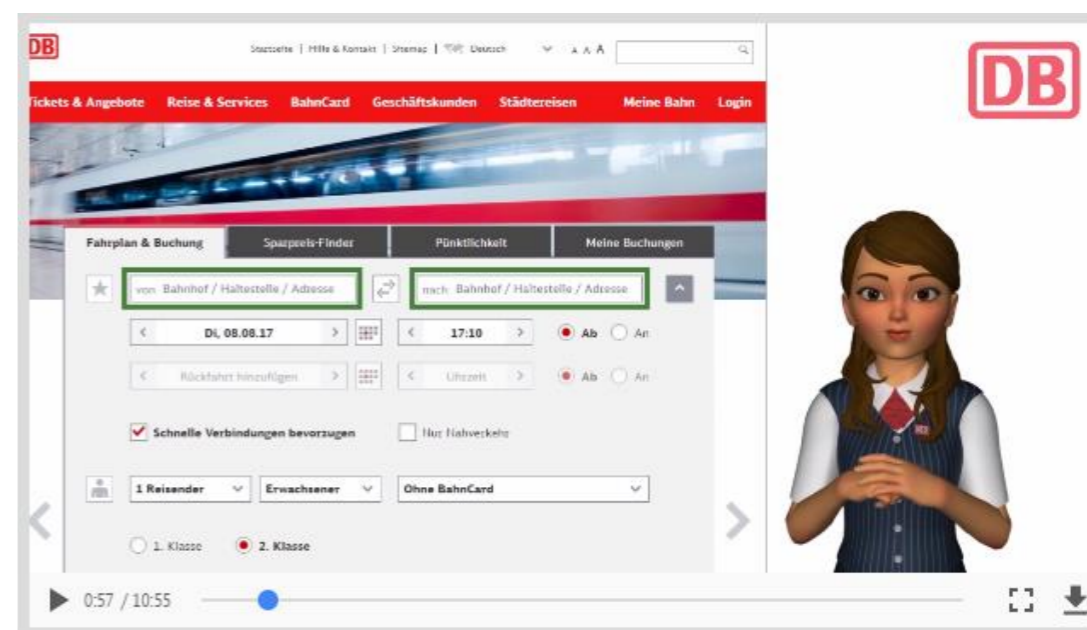 DB
Startseite | Hilfe & Kontakt | Sitemap | Deutsch A A A
DB
Tickets & Angebote Reise & Services BahnCard Geschäftskunden Städtereisen Meine Bahn Login
Fahrplan & Buchung Sparpreis-Finder Pünktlichkeit Meine Buchungen
von Bahnhof / Haltestelle / Adresse nach Bahnhof / Haltestelle / Adresse
Di, 08.08.17 17:10 Ab An
Rückfahrt hinzufügen Uhrzeit Ab An
Schnelle Verbindungen bevorzugen Nur Nahverkehr
DB
1 Reisender Erwachsener Ohne BahnCard
1. Klasse 2. Klasse
0:57 / 10:55